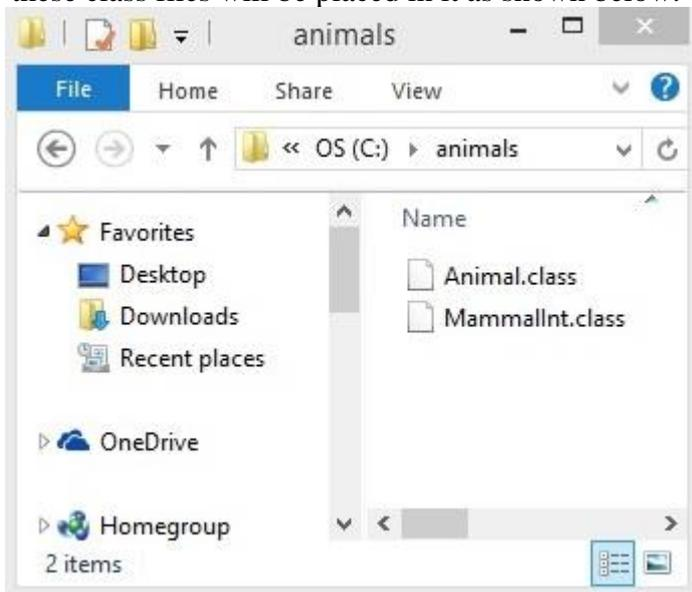 these class files will be placed in it as shown below:
animals
File Home Share View
« OS (C:) animals
Favorites
Desktop
Downloads
Recent places
OneDrive
Homegroup
Name
Animal.class
MammalInt.class
2 items